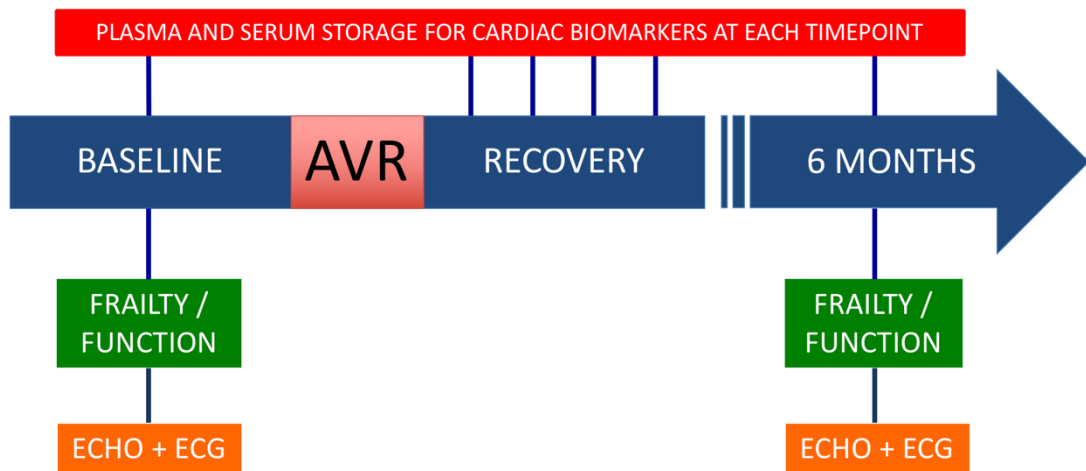 PLASMA AND SERUM STORAGE FOR CARDIAC BIOMARKERS AT EACH TIMEPOINT
BASELINE
AVR
RECOVERY
6 MONTHS
FRAILTY /
FUNCTION
FRAILTY /
FUNCTION
ECHO + ECG
ECHO + ECG